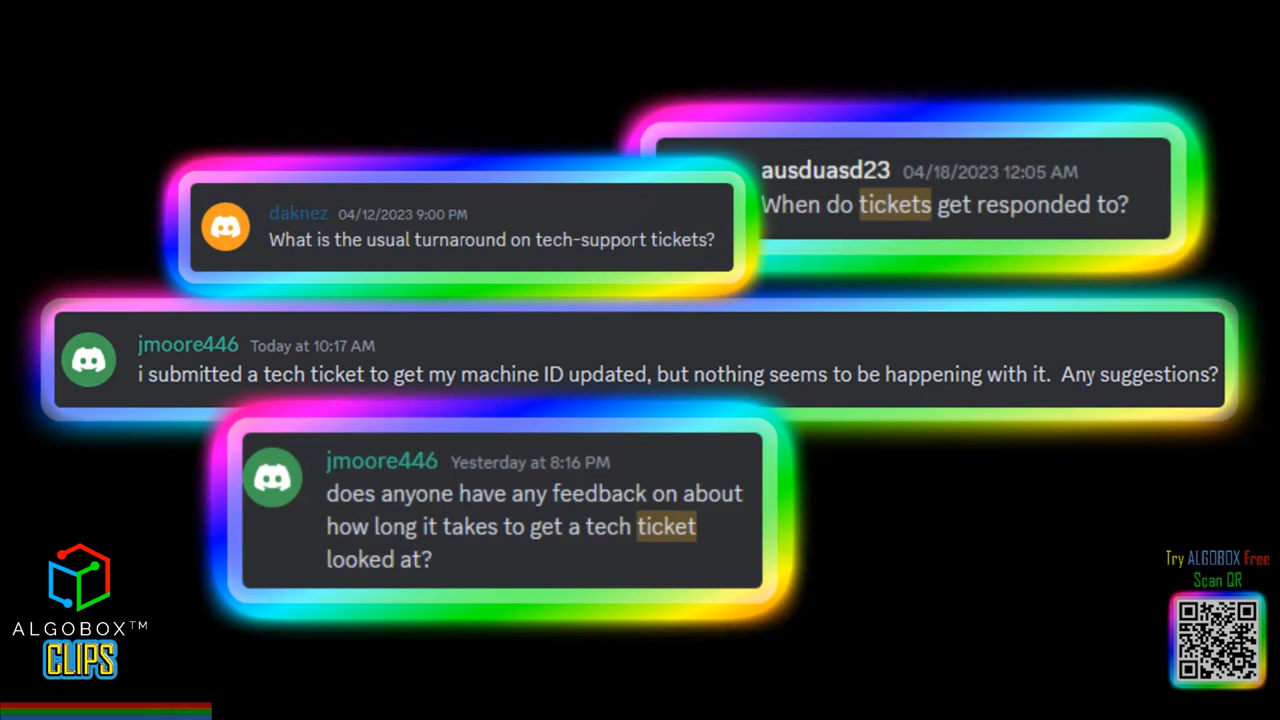 ausduasd23 04/18/2023 12:05 AM
When do tickets get responded to?
daknez 04/12/2023 9:00 PM
What is the usual turnaround on tech-support tickets?
jmoore446 Today at 10:17 AM
i submitted a tech ticket to get my machine ID updated, but nothing seems to be happening with it. Any suggestions?
jmoore446 Yesterday at 8:16 PM
does anyone have any feedback on about
how long it takes to get a tech ticket
looked at?
ALGOBOX™
CLIPS
Try ALGOBOX Free
Scan QR